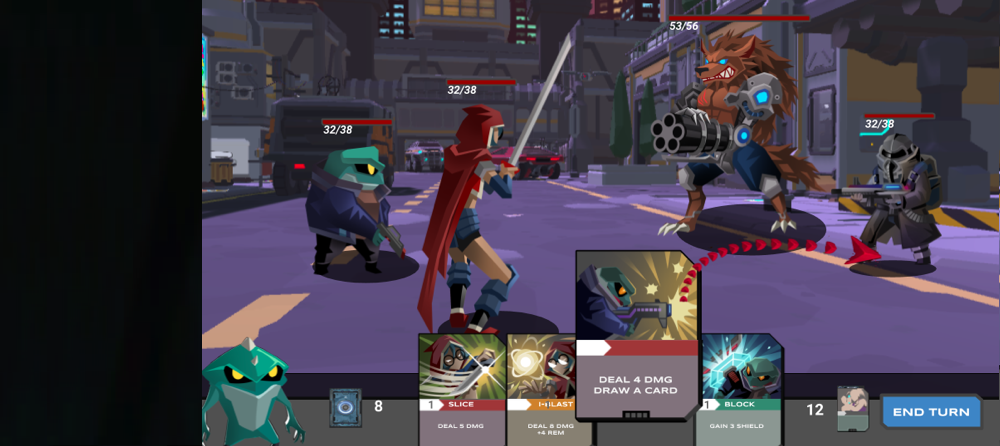 53/56
32/38
32/38
32/38
DEAL 4 DMG
DRAW A CARD
1 SLICE
DEAL 5 DMG
DEAL 8 DMG
+4 REM
1 BLOCK
GAIN 3 SHIELD
8
12
END TURN